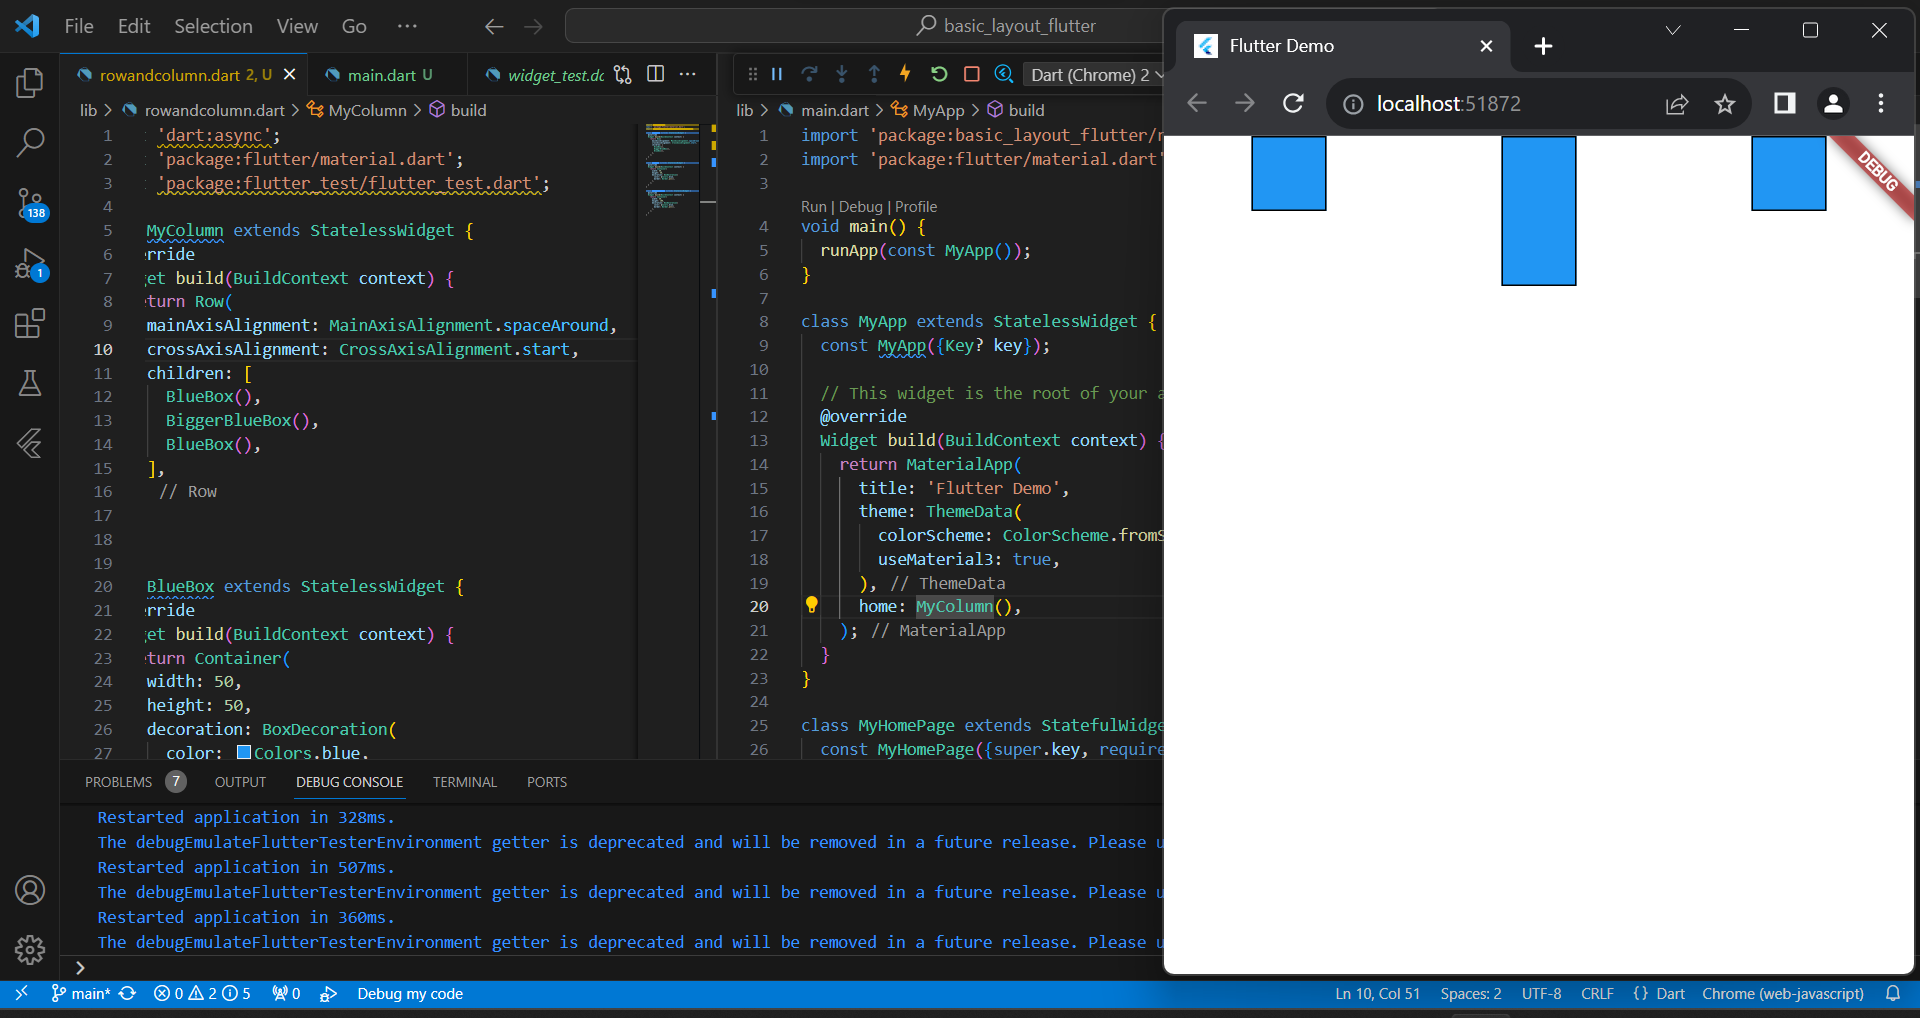 File Edit Selection View Go ···
basic_layout_flutter
rowandcolumn.dart 2, U
main.dart U
widget_test.dc
Dart (Chrome) 2
lib > rowandcolumn.dart > MyColumn > build
1 'dart:async';
2 'package:flutter/material.dart';
3 'package:flutter_test/flutter_test.dart';
4
5 MyColumn extends StatelessWidget {
6 rride
7 et build(BuildContext context) {
8 turn Row(
9 mainAxisAlignment: MainAxisAlignment.spaceAround,
10 crossAxisAlignment: CrossAxisAlignment.start,
11 children: [
12 BlueBox(),
13 BiggerBlueBox(),
14 BlueBox(),
15 ],
16 // Row
17
18
19
20 BlueBox extends StatelessWidget {
21 rride
22 et build(BuildContext context) {
23 turn Container(
24 width: 50,
25 height: 50,
26 decoration: BoxDecoration(
27 color: Colors.blue,
lib > main.dart > MyApp > build
1 import 'package:basic_layout_flutter/r
2 import 'package:flutter/material.dart'
3
Run | Debug | Profile
4 void main() {
5 runApp(const MyApp());
6 }
7
8 class MyApp extends StatelessWidget {
9 const MyApp({Key? key});
10
11 // This widget is the root of your a
12 @override
13 Widget build(BuildContext context) {
14 return MaterialApp(
15 title: 'Flutter Demo',
16 theme: ThemeData(
17 colorScheme: ColorScheme.fromS
18 useMaterial3: true,
19 ), // ThemeData
20 home: MyColumn(),
21 ); // MaterialApp
22 }
23 }
24
25 class MyHomePage extends StatefulWidge
26 const MyHomePage({super.key, require
PROBLEMS 7 OUTPUT DEBUG CONSOLE TERMINAL PORTS
Restarted application in 328ms.
The debugEmulateFlutterTesterEnvironment getter is deprecated and will be removed in a future release. Please u
Restarted application in 507ms.
The debugEmulateFlutterTesterEnvironment getter is deprecated and will be removed in a future release. Please u
Restarted application in 360ms.
The debugEmulateFlutterTesterEnvironment getter is deprecated and will be removed in a future release. Please u
>
138
1
main* 0 2 5 0 Debug my code
Ln 10, Col 51 Spaces: 2 UTF-8 CRLF {} Dart Chrome (web-javascript)
Flutter Demo
localhost:51872
DEBUG